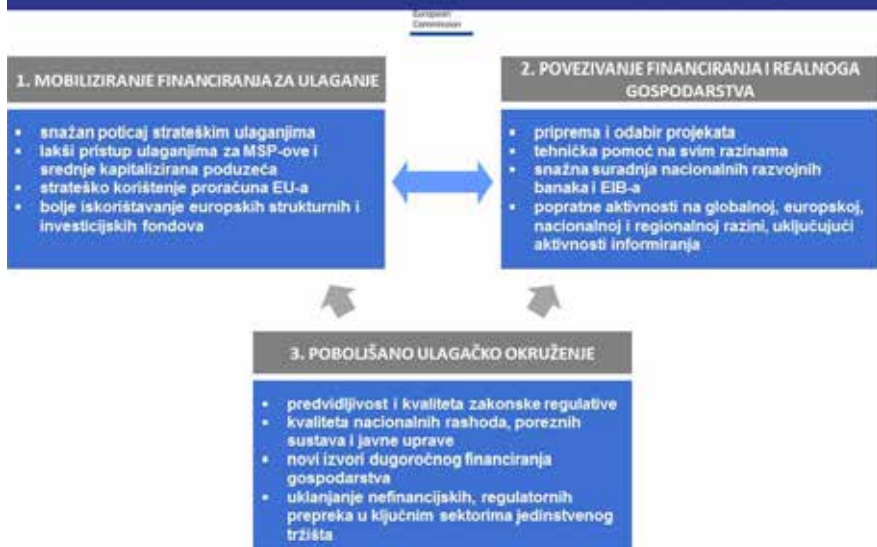 European
Commission
1. MOBILIZIRANJE FINANCIRANJA ZA ULAGANJE
• snažan poticaj strateškim ulaganjima
• lakši pristup ulaganjima za MSP-ove i
srednje kapitalizirana poduzeća
• strateško korištenje proračuna EU-a
• bolje iskorištavanje europskih strukturnih i
investicijskih fondova
2. POVEZIVANJE FINANCIRANJA I REALNOGA
GOSPODARSTVA
• priprema i odabir projekata
• tehnička pomoć na svim razinama
• snažna suradnja nacionalnih razvojnih
banaka i EIB-a
• popratne aktivnosti na globalnoj, europskoj,
nacionalnoj i regionalnoj razini, uključujući
aktivnosti informiranja
3. POBOLJŠANO ULAGAČKO OKRUŽENJE
• predvidljivost i kvaliteta zakonske regulative
• kvaliteta nacionalnih rashoda, poreznih
sustava i javne uprave
• novi izvori dugoročnog financiranja
gospodarstva
• uklanjanje nefinancijskih, regulatornih
prepreka u ključnim sektorima jedinstvenog
tržišta